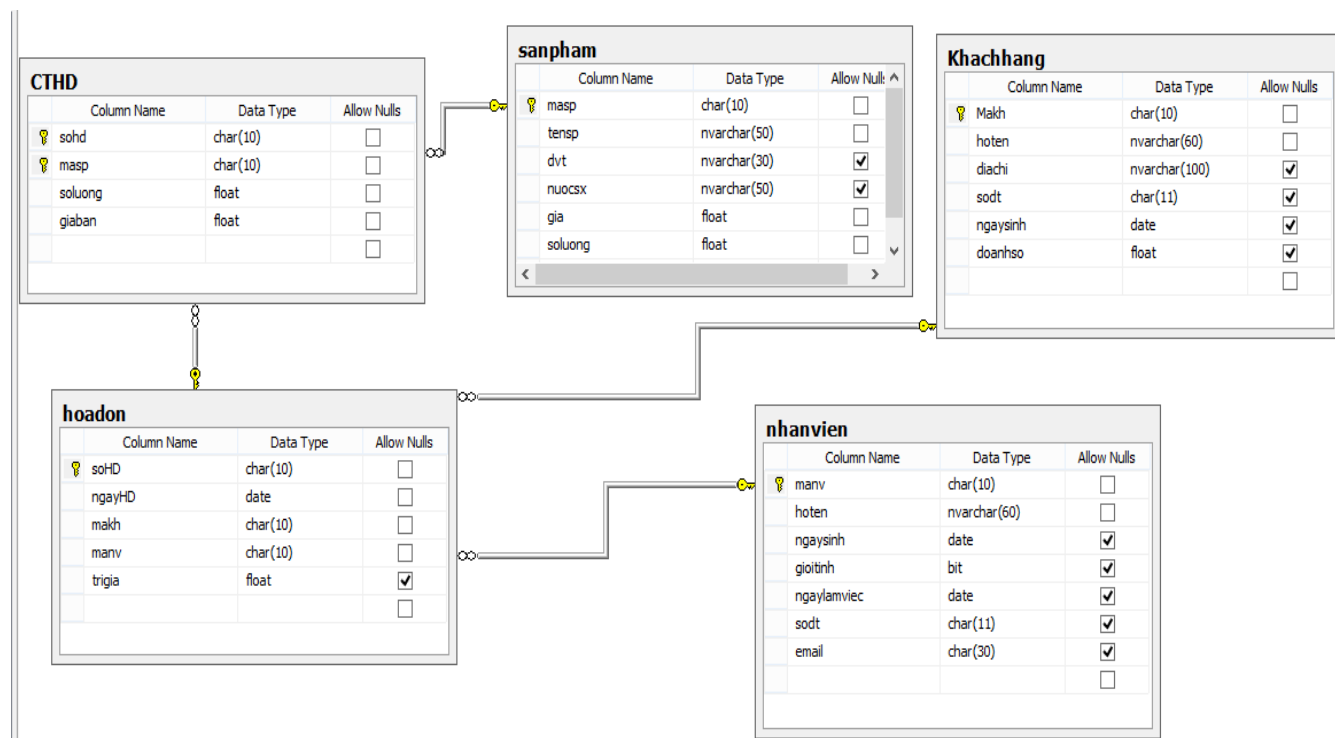 CTHD
Column Name Data Type Allow Nulls
sohd char(10)
masp char(10)
soluong float
giaban float
sanpham
Column Name Data Type Allow Nulls
masp char(10)
tensp nvarchar(50)
dvt nvarchar(30)
nuocsx nvarchar(50)
gia float
soluong float
Khachhang
Column Name Data Type Allow Nulls
Makh char(10)
hoten nvarchar(60)
diachi nvarchar(100)
sodt char(11)
ngaysinh date
doanhso float
hoadon
Column Name Data Type Allow Nulls
soHD char(10)
ngayHD date
makh char(10)
manv char(10)
trigia float
nhanvien
Column Name Data Type Allow Nulls
manv char(10)
hoten nvarchar(60)
ngaysinh date
gioitinh bit
ngaylamviec date
sodt char(11)
email char(30)